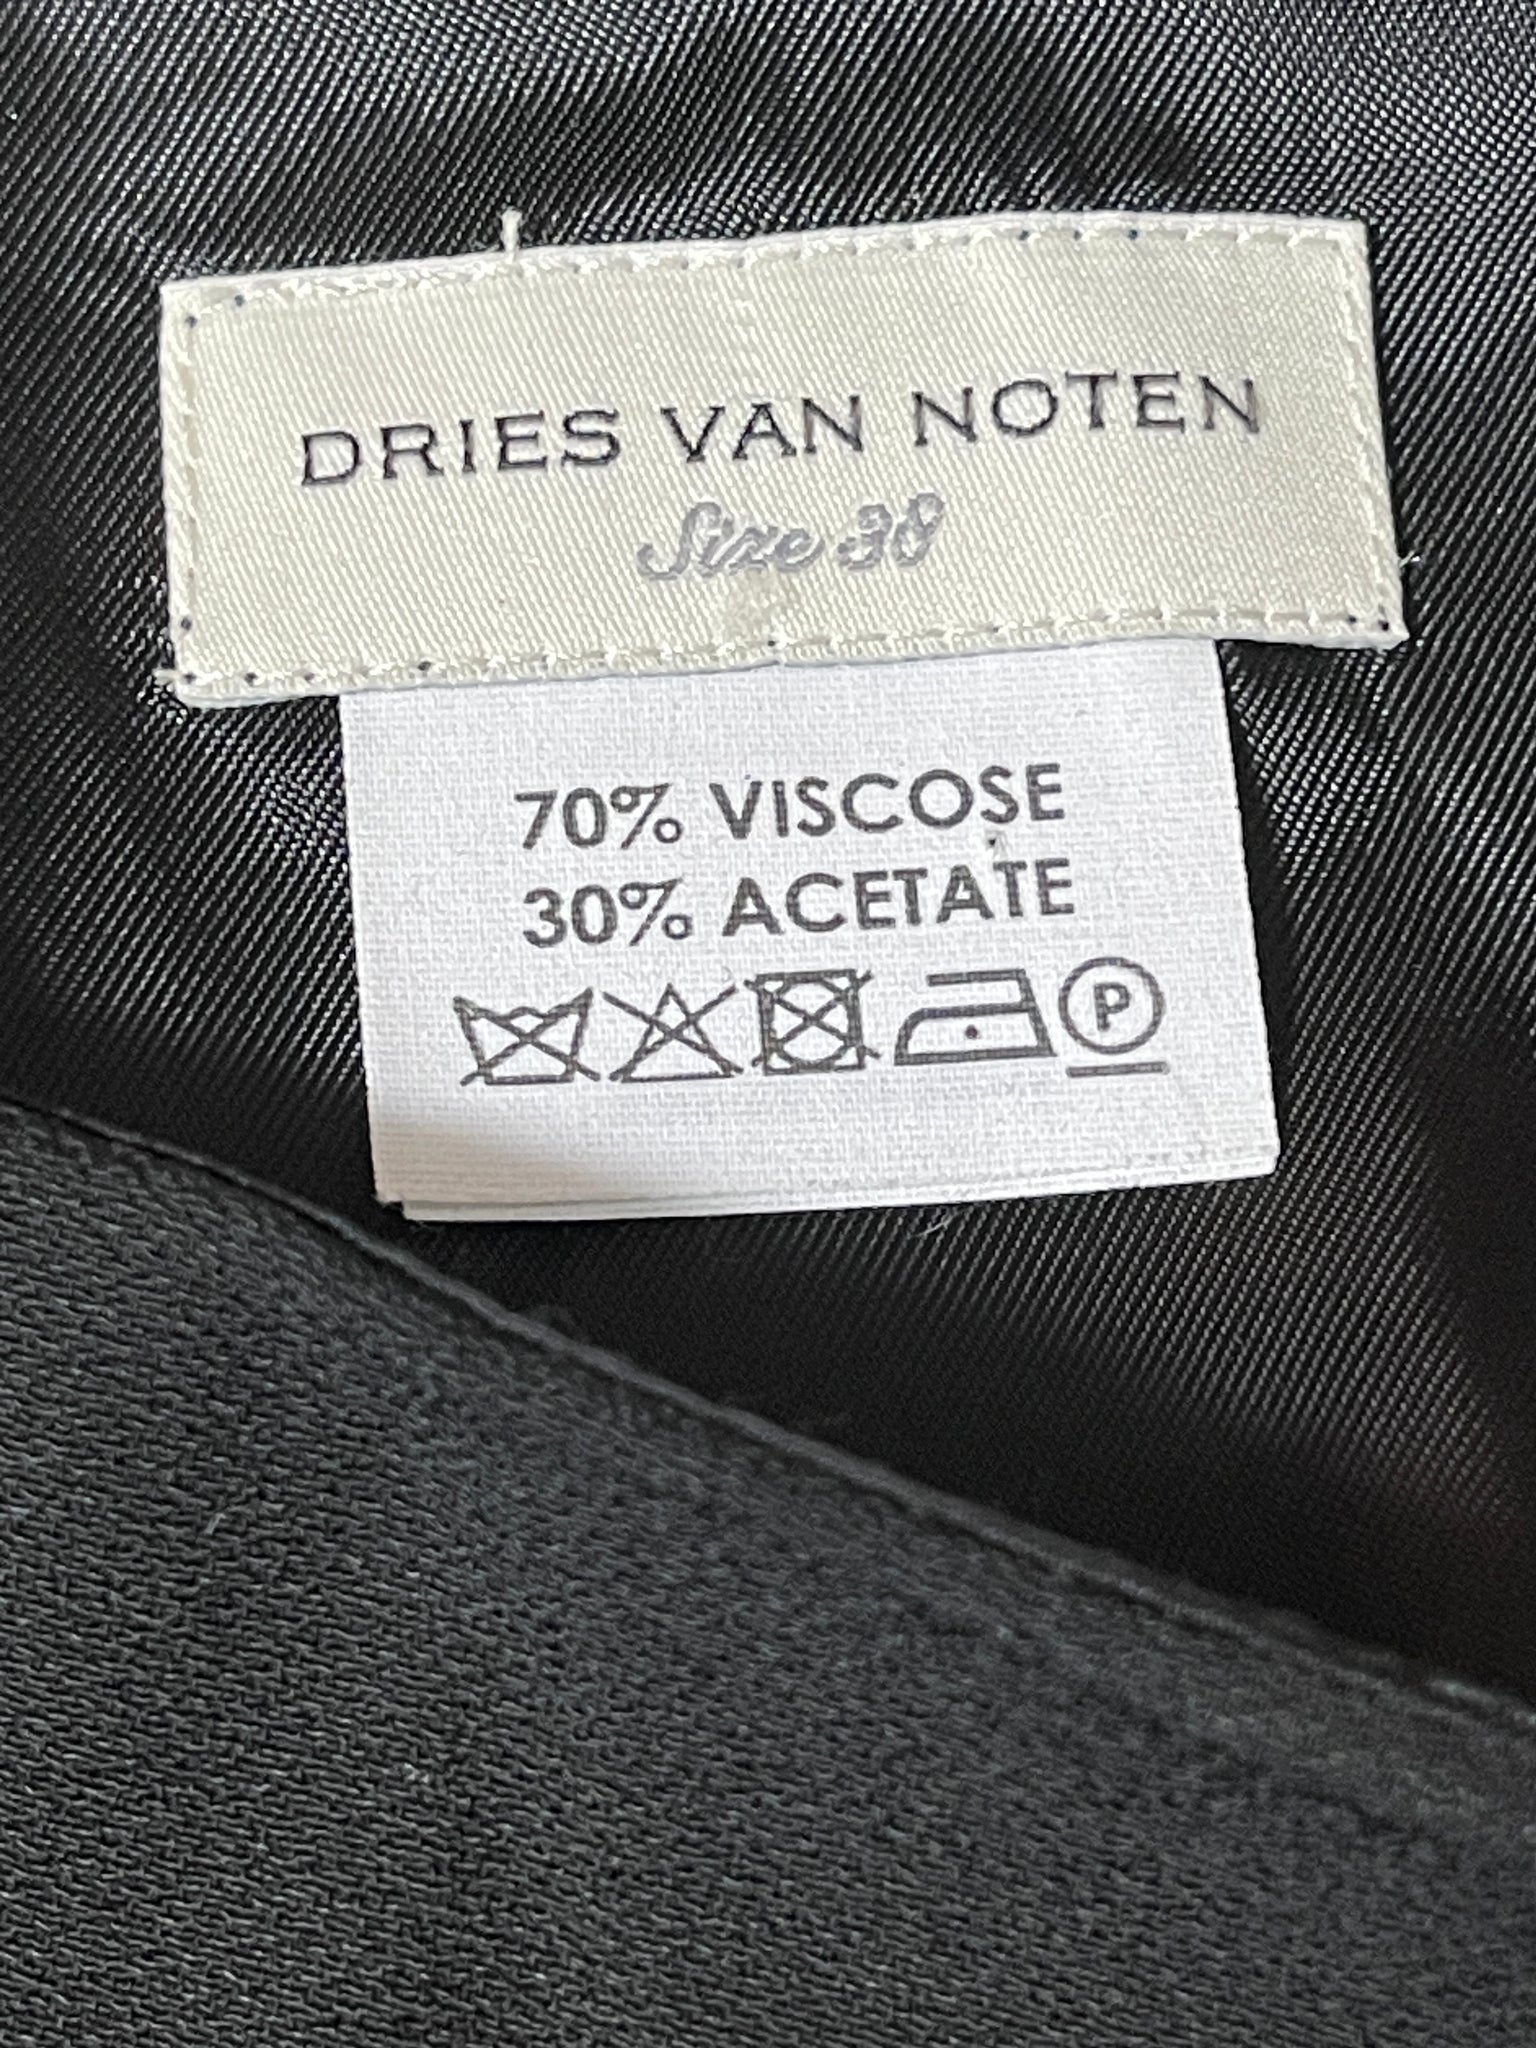 DRIES VAN NOTEN
Size 38
70% VISCOSE
30% ACETATE
P